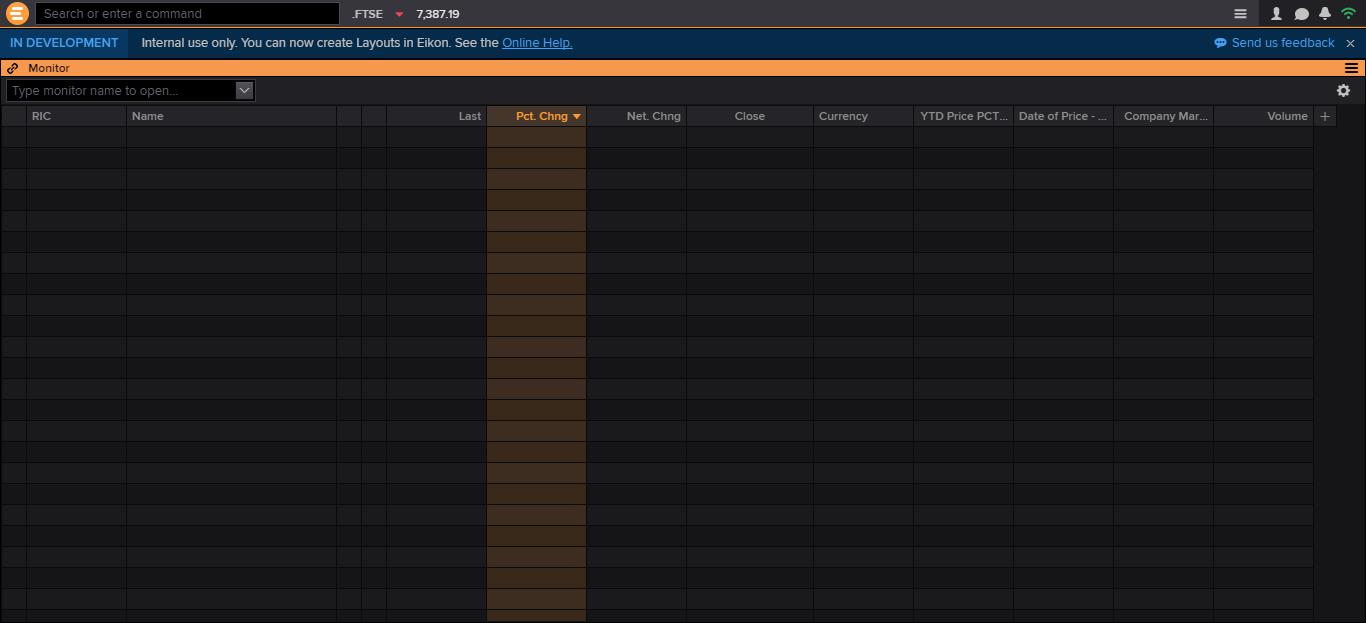 Search or enter a command .FTSE 7,387.19
IN DEVELOPMENT Internal use only. You can now create Layouts in Eikon. See the Online Help. Send us feedback
Monitor
Type monitor name to open...
RIC Name Last Pct. Chng Net. Chng Close Currency YTD Price PCT... Date of Price - ... Company Mar... Volume +